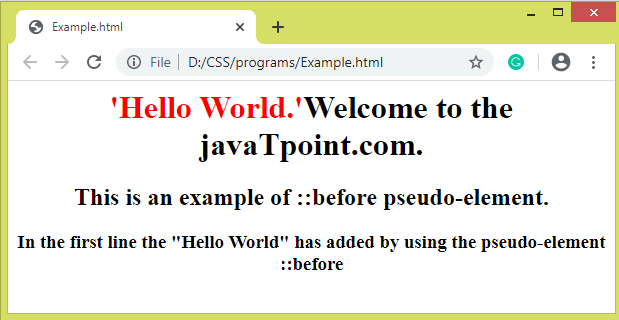 Example.html
File | D:/CSS/programs/Example.html
'Hello World.'Welcome to the
javaTpoint.com.
This is an example of ::before pseudo-element.
In the first line the "Hello World" has added by using the pseudo-element
::before